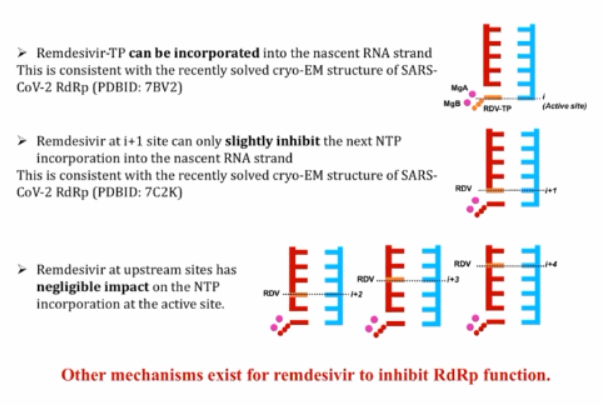 ➢ Remdesivir-TP can be incorporated into the nascent RNA strand
This is consistent with the recently solved cryo-EM structure of SARS-
CoV-2 RdRp (PDBID: 7BV2)
MgA
MgB
RDV-TP
i
(Active site)
➢ Remdesivir at i+1 site can only slightly inhibit the next NTP
incorporation into the nascent RNA strand
This is consistent with the recently solved cryo-EM structure of SARS-
CoV-2 RdRp (PDBID: 7C2K)
RDV
i+1
➢ Remdesivir at upstream sites has
negligible impact on the NTP
incorporation at the active site.
RDV
i+2
RDV
i+3
RDV
i+4
Other mechanisms exist for remdesivir to inhibit RdRp function.